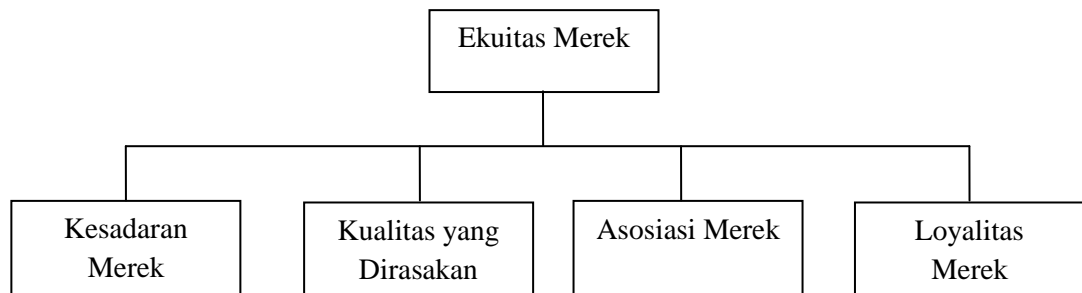 Ekuitas Merek
Kesadaran
Merek
Kualitas yang
Dirasakan
Asosiasi Merek
Loyalitas
Merek